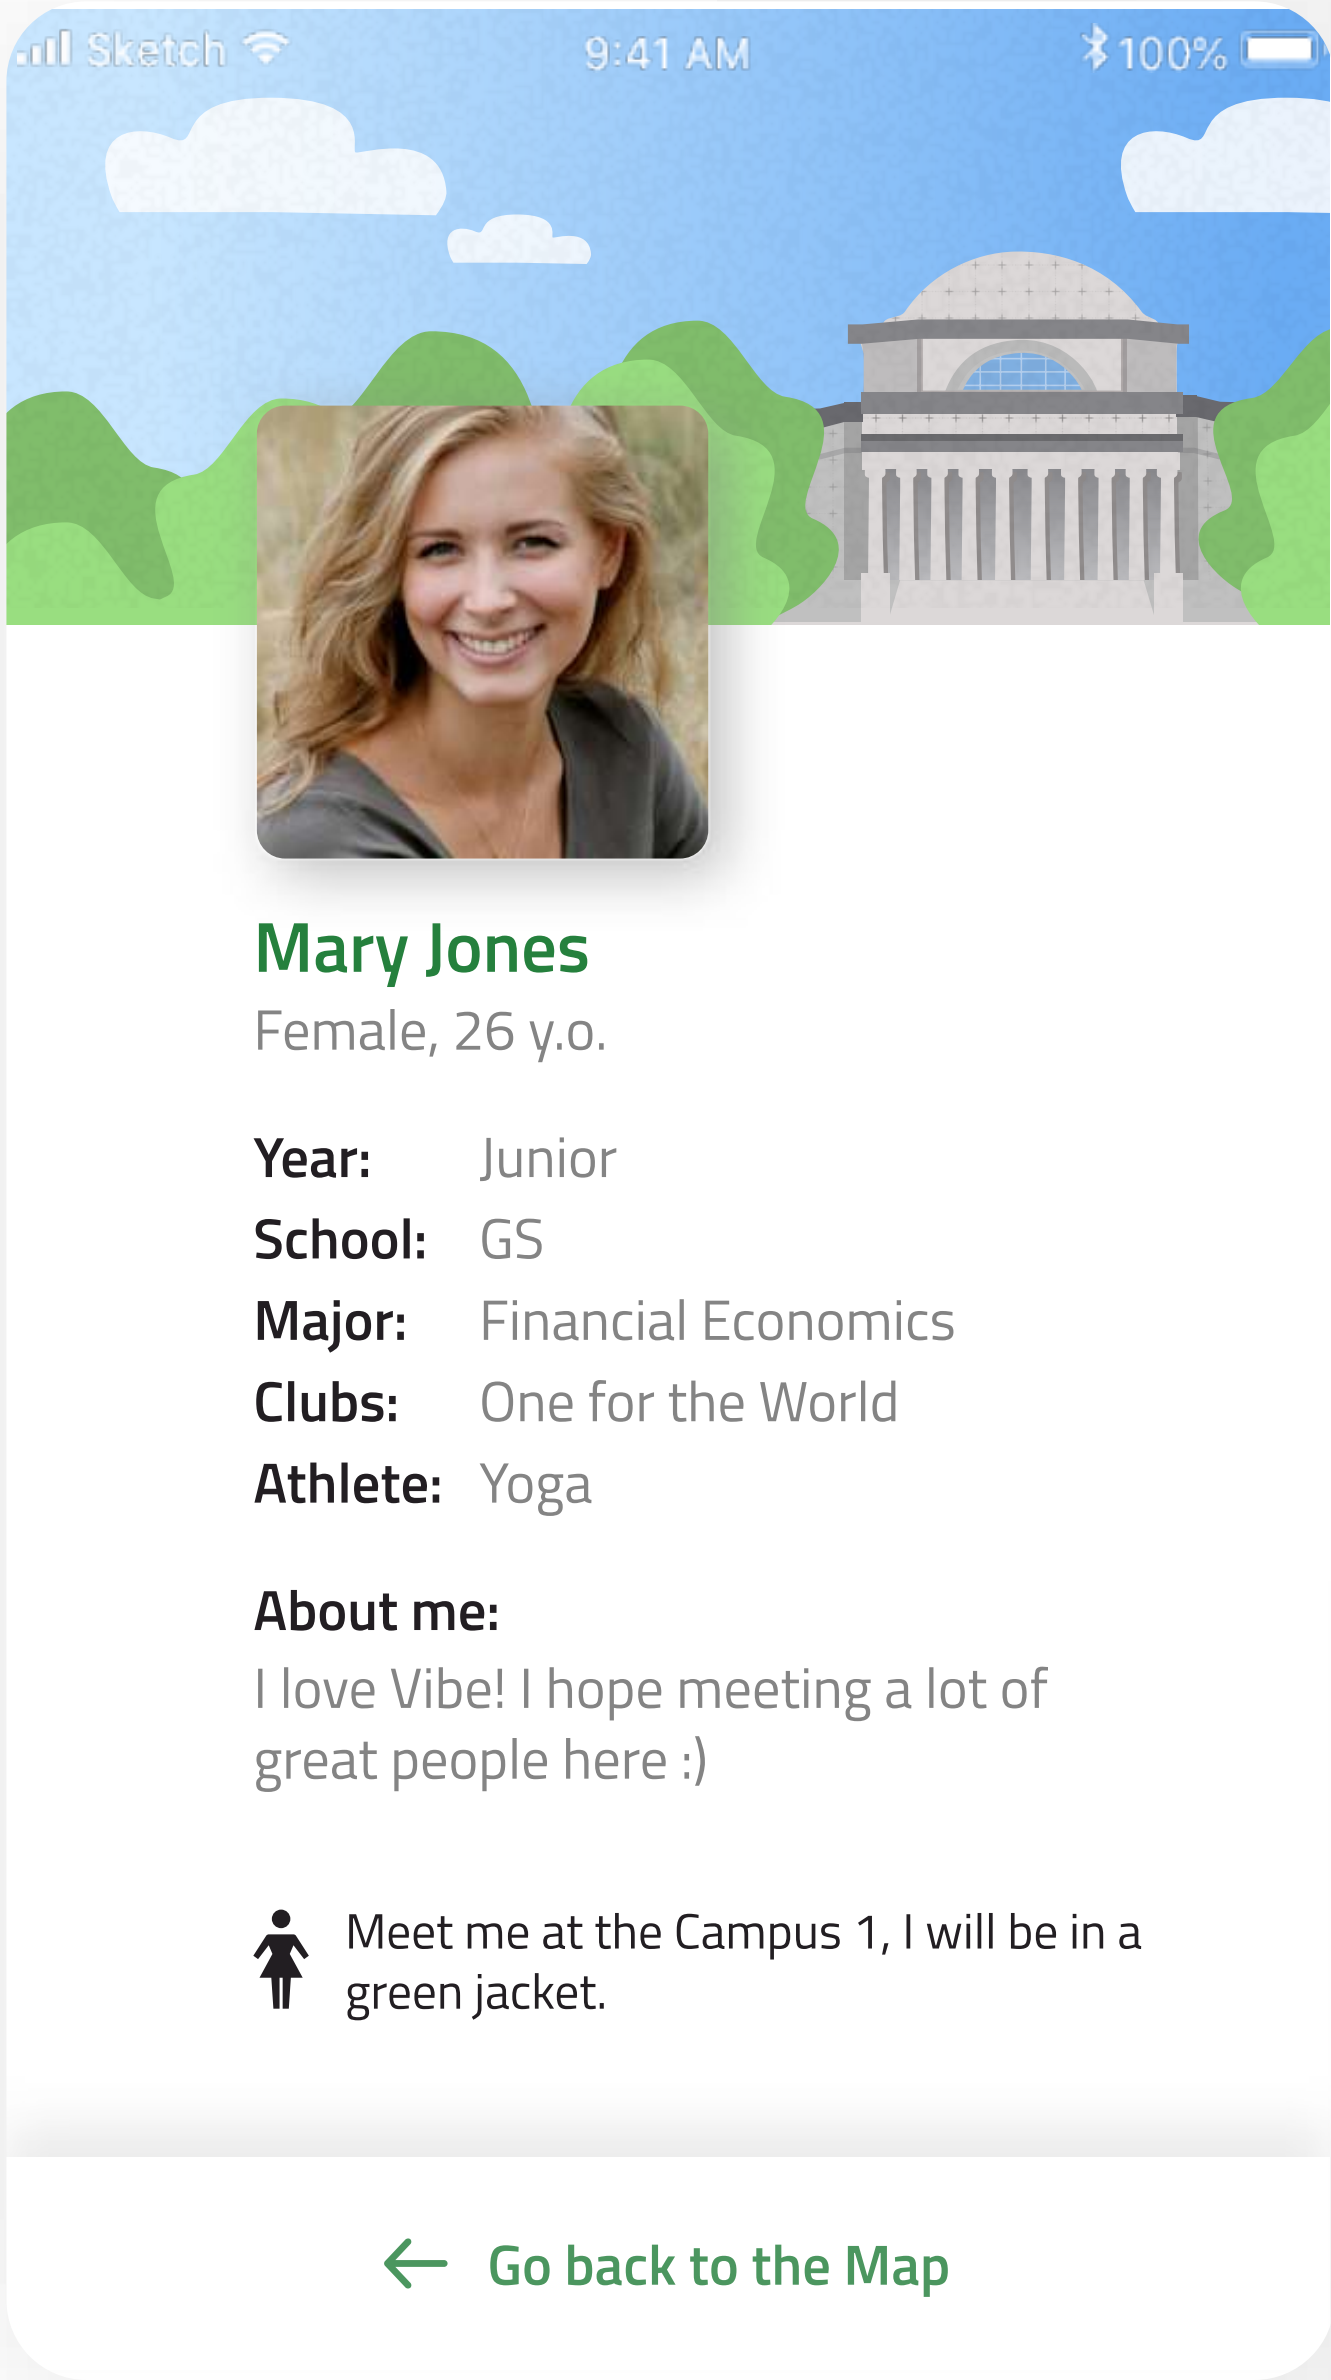 Sketch 9:41 AM 100%
Mary Jones
Female, 26 y.o.
Year: Junior
School: GS
Major: Financial Economics
Clubs: One for the World
Athlete: Yoga
About me:
I love Vibe! I hope meeting a lot of
great people here :)
Meet me at the Campus 1, I will be in a
green jacket.
Go back to the Map